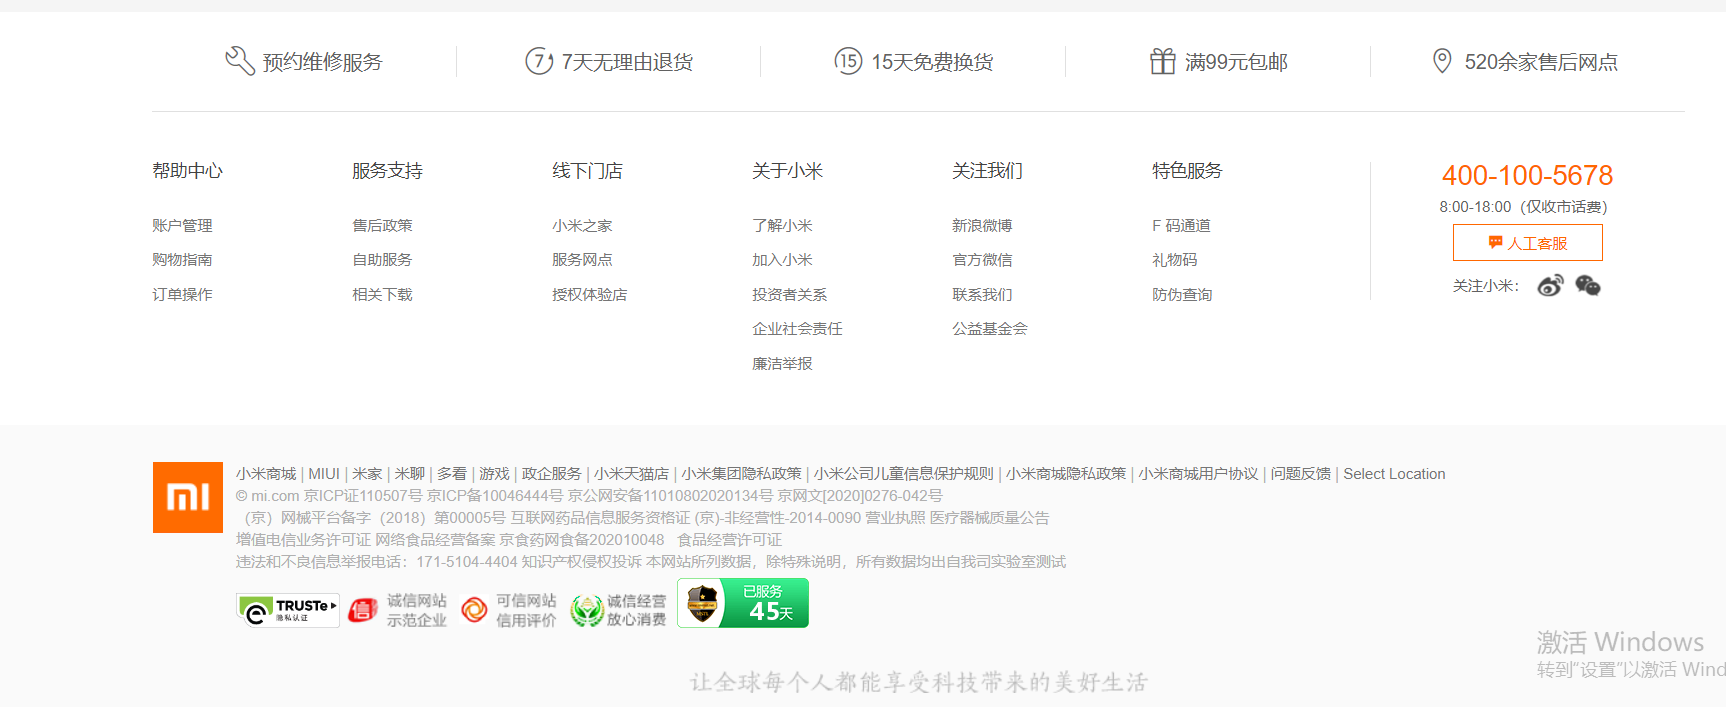 预约维修服务
7天无理由退货
15天免费换货
满99元包邮
520余家售后网点
帮助中心
账户管理
购物指南
订单操作
服务支持
售后政策
自助服务
相关下载
线下门店
小米之家
服务网点
授权体验店
关于小米
了解小米
加入小米
投资者关系
企业社会责任
廉洁举报
关注我们
新浪微博
官方微信
联系我们
公益基金会
特色服务
F 码通道
礼物码
防伪查询
400-100-5678
8:00-18:00（仅收市话费）
人工客服
关注小米：
小米商城 | MIUI | 米家 | 米聊 | 多看 | 游戏 | 政企服务 | 小米天猫店 | 小米集团隐私政策 | 小米公司儿童信息保护规则 | 小米商城隐私政策 | 小米商城用户协议 | 问题反馈 | Select Location
© mi.com 京ICP证110507号 京ICP备10046444号 京公网安备11010802020134号 京网文[2020]0276-042号
（京）网械平台备字（2018）第00005号 互联网药品信息服务资格证 (京)-非经营性-2014-0090 营业执照 医疗器械质量公告
增值电信业务许可证 网络食品经营备案 京食药网食备202010048 食品经营许可证
违法和不良信息举报电话：171-5104-4404 知识产权侵权投诉 本网站所列数据，除特殊说明，所有数据均出自我司实验室测试
TRUSTe
隐私认证
信
诚信网站
示范企业
可信网站
信用评价
诚信经营
放心消费
已服务
45天
让全球每个人都能享受科技带来的美好生活
激活 Windows
转到“设置”以激活 Wind